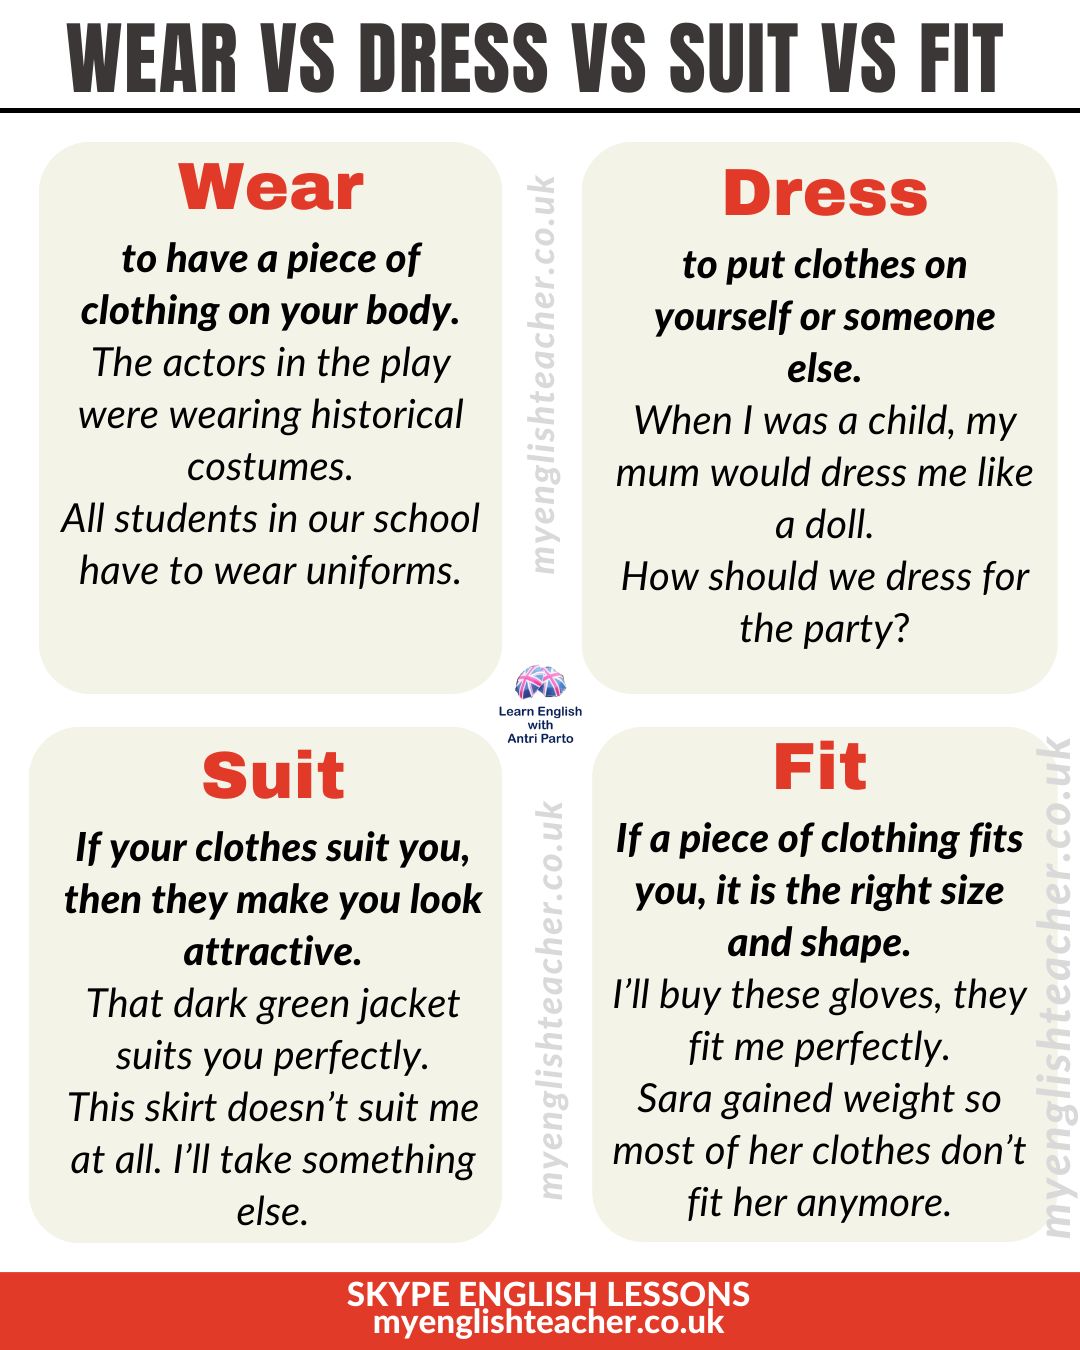 WEAR VS DRESS VS SUIT VS FIT
Wear
to have a piece of
clothing on your body.
The actors in the play
were wearing historical
costumes.
All students in our school
have to wear uniforms.
myenglishteacher.co.uk
Dress
to put clothes on
yourself or someone
else.
When I was a child, my
mum would dress me like
a doll.
How should we dress for
the party?
Learn English
with
Antri Parto
Suit
If your clothes suit you,
then they make you look
attractive.
That dark green jacket
suits you perfectly.
This skirt doesn’t suit me
at all. I’ll take something
else.
myenglishteacher.co.uk
Fit
If a piece of clothing fits
you, it is the right size
and shape.
I’ll buy these gloves, they
fit me perfectly.
Sara gained weight so
most of her clothes don’t
fit her anymore.
myenglishteacher.co.uk
SKYPE ENGLISH LESSONS
myenglishteacher.co.uk